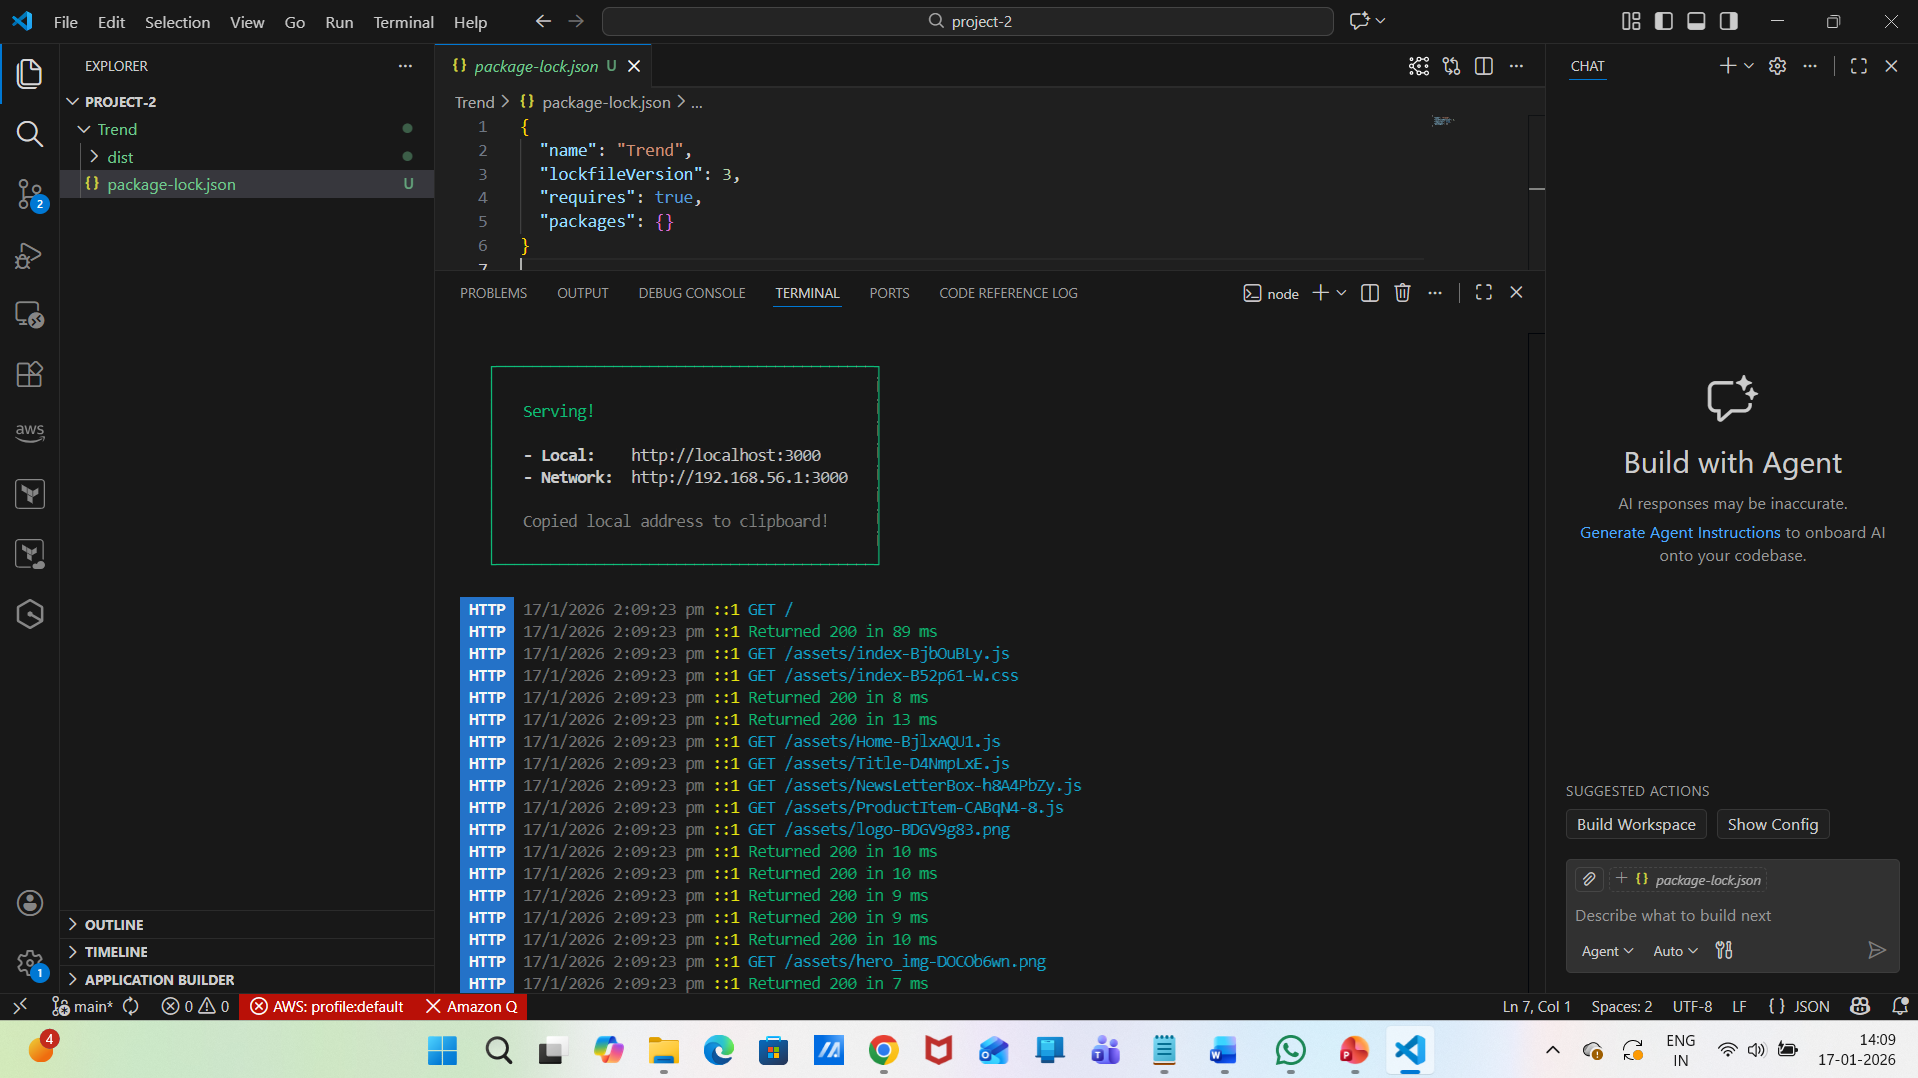 File Edit Selection View Go Run Terminal Help
project-2
EXPLORER
PROJECT-2
Trend
dist
{} package-lock.json U
OUTLINE
TIMELINE
APPLICATION BUILDER
{} package-lock.json U
Trend > {} package-lock.json > ...
1 {
2 "name": "Trend",
3 "lockfileVersion": 3,
4 "requires": true,
5 "packages": {}
6 }
7
PROBLEMS OUTPUT DEBUG CONSOLE TERMINAL PORTS CODE REFERENCE LOG
node
Serving!
- Local: http://localhost:3000
- Network: http://192.168.56.1:3000
Copied local address to clipboard!
HTTP 17/1/2026 2:09:23 pm ::1 GET /
HTTP 17/1/2026 2:09:23 pm ::1 Returned 200 in 89 ms
HTTP 17/1/2026 2:09:23 pm ::1 GET /assets/index-BjbOuBLy.js
HTTP 17/1/2026 2:09:23 pm ::1 GET /assets/index-B52p61-W.css
HTTP 17/1/2026 2:09:23 pm ::1 Returned 200 in 8 ms
HTTP 17/1/2026 2:09:23 pm ::1 Returned 200 in 13 ms
HTTP 17/1/2026 2:09:23 pm ::1 GET /assets/Home-BjlxAQU1.js
HTTP 17/1/2026 2:09:23 pm ::1 GET /assets/Title-D4NmpLxE.js
HTTP 17/1/2026 2:09:23 pm ::1 GET /assets/NewsLetterBox-h8A4PbZy.js
HTTP 17/1/2026 2:09:23 pm ::1 GET /assets/ProductItem-CABqN4-8.js
HTTP 17/1/2026 2:09:23 pm ::1 GET /assets/logo-BDGV9g83.png
HTTP 17/1/2026 2:09:23 pm ::1 Returned 200 in 10 ms
HTTP 17/1/2026 2:09:23 pm ::1 Returned 200 in 10 ms
HTTP 17/1/2026 2:09:23 pm ::1 Returned 200 in 9 ms
HTTP 17/1/2026 2:09:23 pm ::1 Returned 200 in 9 ms
HTTP 17/1/2026 2:09:23 pm ::1 Returned 200 in 10 ms
HTTP 17/1/2026 2:09:23 pm ::1 GET /assets/hero_img-DOCOb6wn.png
HTTP 17/1/2026 2:09:23 pm ::1 Returned 200 in 7 ms
CHAT
Build with Agent
AI responses may be inaccurate.
Generate Agent Instructions to onboard AI
onto your codebase.
SUGGESTED ACTIONS
Build Workspace Show Config
+ {} package-lock.json
Describe what to build next
Agent Auto
aws
2
1
main* 0 0 AWS: profile:default Amazon Q
Ln 7, Col 1 Spaces: 2 UTF-8 LF {} JSON
4
ENG
IN
14:09
17-01-2026